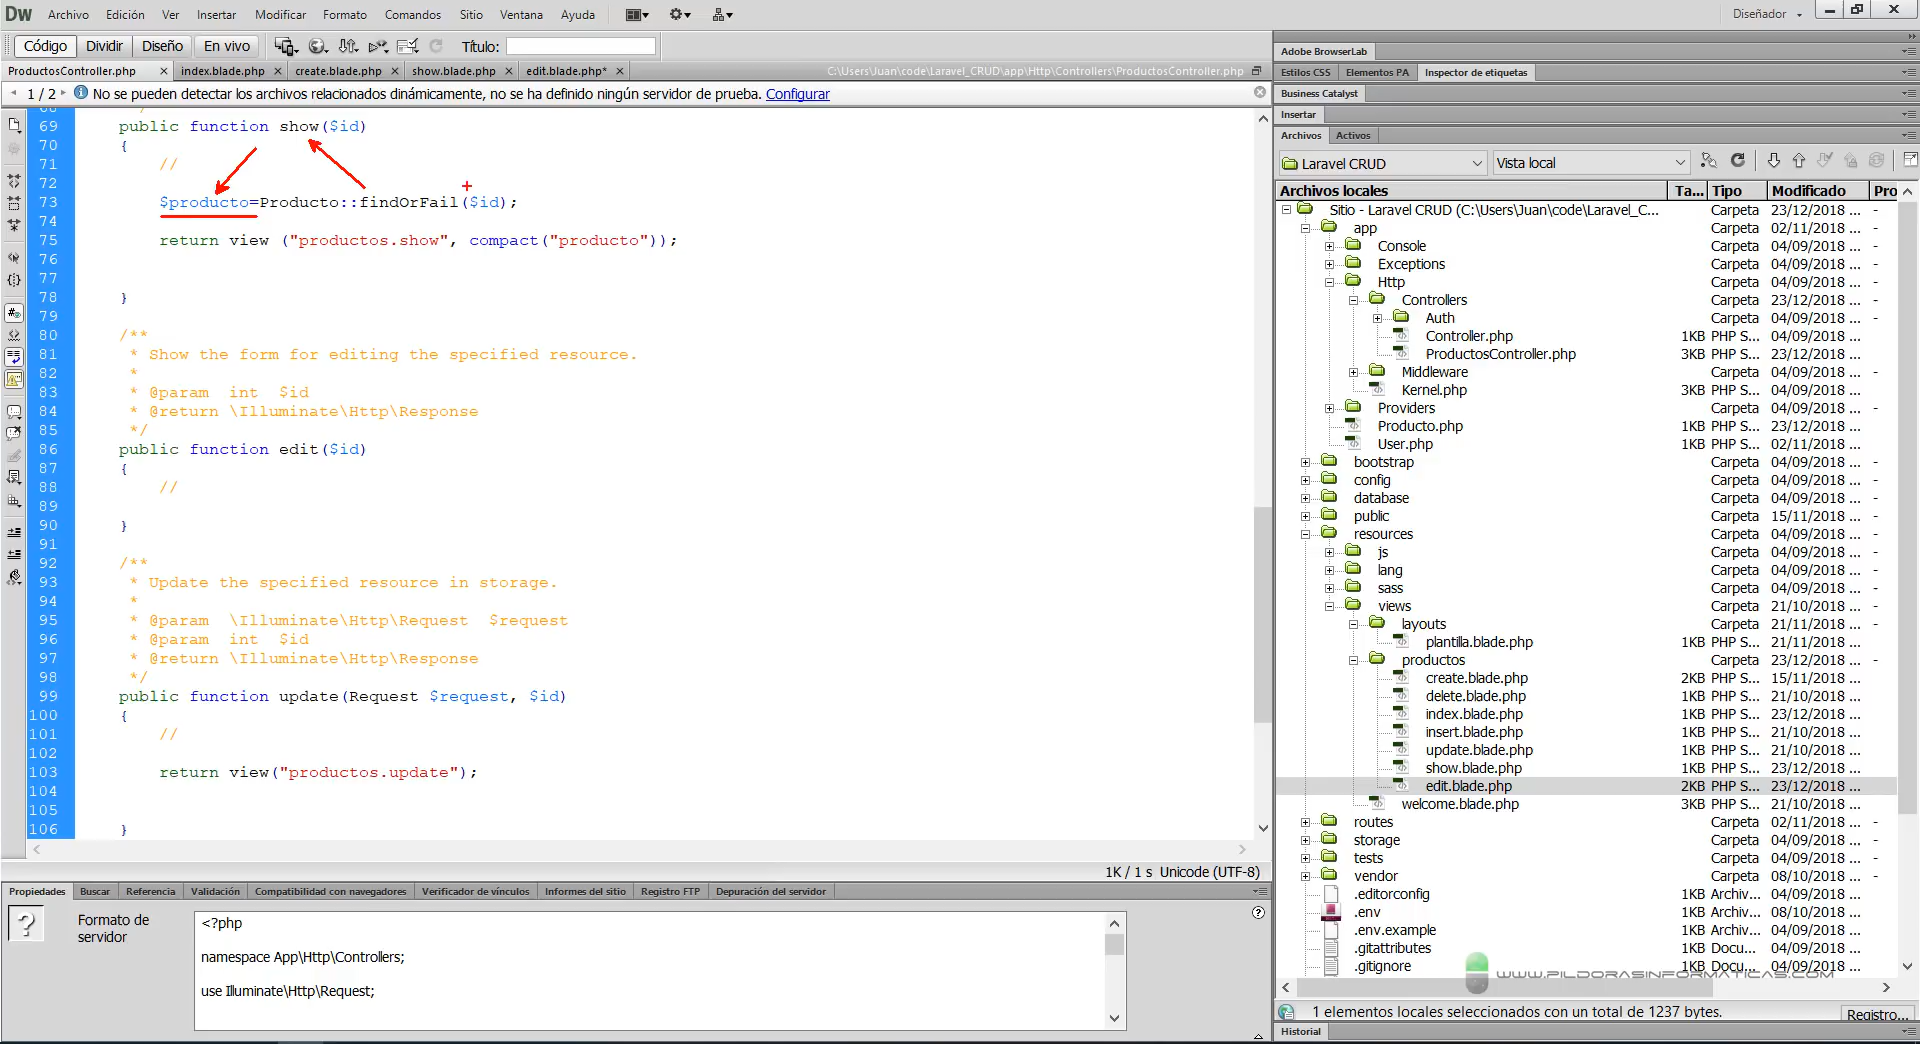 Dw Archivo Edición Ver Insertar Modificar Formato Comandos Sitio Ventana Ayuda Diseñador
Código Dividir Diseño En vivo Título:
ProductosController.php index.blade.php create.blade.php show.blade.php edit.blade.php* C:\Users\Juan\code\Laravel_CRUD\app\Http\Controllers\ProductosController.php
1 / 2 No se pueden detectar los archivos relacionados dinámicamente, no se ha definido ningún servidor de prueba. Configurar
69 public function show($id)
70 {
71 //
72
73 $producto=Producto::findOrFail($id);
74
75 return view ("productos.show", compact("producto"));
76
77
78 }
79
80 /**
81 * Show the form for editing the specified resource.
82 *
83 * @param int $id
84 * @return \Illuminate\Http\Response
85 */
86 public function edit($id)
87 {
88 //
89
90 }
91
92 /**
93 * Update the specified resource in storage.
94 *
95 * @param \Illuminate\Http\Request $request
96 * @param int $id
97 * @return \Illuminate\Http\Response
98 */
99 public function update(Request $request, $id)
100 {
101 //
102
103 return view("productos.update");
104
105
106 }
1K / 1 s Unicode (UTF-8)
Propiedades Buscar Referencia Validación Compatibilidad con navegadores Verificador de vínculos Informes del sitio Registro FTP Depuración del servidor
Formato de
servidor
<?php
namespace App\Http\Controllers;
use Illuminate\Http\Request;
Adobe BrowserLab
Estilos CSS Elementos PA Inspector de etiquetas
Business Catalyst
Insertar
Archivos Activos
Laravel CRUD Vista local
Archivos locales Ta... Tipo Modificado Pro
Sitio - Laravel CRUD (C:\Users\Juan\code\Laravel_C... Carpeta 23/12/2018 ... -
app Carpeta 02/11/2018 ... -
Console Carpeta 04/09/2018 ... -
Exceptions Carpeta 04/09/2018 ... -
Http Carpeta 04/09/2018 ... -
Controllers Carpeta 23/12/2018 ... -
Auth Carpeta 04/09/2018 ... -
Controller.php 1KB PHP S... 04/09/2018 ...
ProductosController.php 3KB PHP S... 23/12/2018 ...
Middleware Carpeta 04/09/2018 ... -
Kernel.php 3KB PHP S... 04/09/2018 ...
Providers Carpeta 04/09/2018 ... -
Producto.php 1KB PHP S... 23/12/2018 ...
User.php 1KB PHP S... 02/11/2018 ...
bootstrap Carpeta 04/09/2018 ... -
config Carpeta 04/09/2018 ... -
database Carpeta 04/09/2018 ... -
public Carpeta 15/11/2018 ... -
resources Carpeta 04/09/2018 ... -
js Carpeta 04/09/2018 ... -
lang Carpeta 04/09/2018 ... -
sass Carpeta 04/09/2018 ... -
views Carpeta 21/10/2018 ... -
layouts Carpeta 21/11/2018 ... -
plantilla.blade.php 1KB PHP S... 21/11/2018 ...
productos Carpeta 23/12/2018 ... -
create.blade.php 2KB PHP S... 15/11/2018 ...
delete.blade.php 1KB PHP S... 21/10/2018 ...
index.blade.php 1KB PHP S... 23/12/2018 ...
insert.blade.php 1KB PHP S... 21/10/2018 ...
update.blade.php 1KB PHP S... 21/10/2018 ...
show.blade.php 1KB PHP S... 23/12/2018 ...
edit.blade.php 2KB PHP S... 23/12/2018 ...
welcome.blade.php 3KB PHP S... 21/10/2018 ...
routes Carpeta 02/11/2018 ... -
storage Carpeta 04/09/2018 ... -
tests Carpeta 04/09/2018 ... -
vendor Carpeta 08/10/2018 ... -
.editorconfig 1KB Archiv... 04/09/2018 ...
.env 1KB Archiv... 08/10/2018 ...
.env.example 1KB Archiv... 04/09/2018 ...
.gitattributes 1KB Docu... 04/09/2018 ...
.gitignore 1KB Docu... 04/09/2018 ...
WWW.PILDORASINFORMATICAS.COM
1 elementos locales seleccionados con un total de 1237 bytes. Registro...
Historial